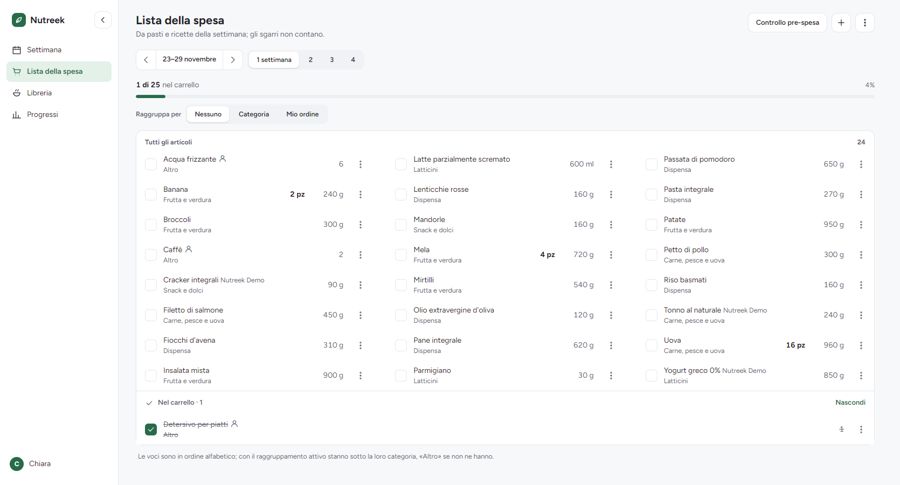 Nutreek
Settimana
Lista della spesa
Libreria
Progressi
Lista della spesa
Da pasti e ricette della settimana; gli sgarri non contano.
Controllo pre-spesa
23–29 novembre
1 settimana 2 3 4
1 di 25 nel carrello 4%
Raggruppa per Nessuno Categoria Mio ordine
Tutti gli articoli 24
Acqua frizzante 6
Altro
Banana 2 pz 240 g
Frutta e verdura
Broccoli 300 g
Frutta e verdura
Caffè 2
Altro
Cracker integrali Nutreek Demo 90 g
Snack e dolci
Filetto di salmone 450 g
Carne, pesce e uova
Fiocchi d'avena 310 g
Dispensa
Insalata mista 900 g
Frutta e verdura
Latte parzialmente scremato 600 ml
Latticini
Lenticchie rosse 160 g
Dispensa
Mandorle 160 g
Snack e dolci
Mela 4 pz 720 g
Frutta e verdura
Mirtilli 540 g
Frutta e verdura
Olio extravergine d'oliva 120 g
Dispensa
Pane integrale 620 g
Dispensa
Parmigiano 30 g
Latticini
Passata di pomodoro 650 g
Dispensa
Pasta integrale 270 g
Dispensa
Patate 950 g
Frutta e verdura
Petto di pollo 300 g
Carne, pesce e uova
Riso basmati 160 g
Dispensa
Tonno al naturale Nutreek Demo 240 g
Carne, pesce e uova
Uova 16 pz 960 g
Carne, pesce e uova
Yogurt greco 0% Nutreek Demo 850 g
Latticini
Nel carrello · 1 Nascondi
Detersivo per piatti 1
Altro
Le voci sono in ordine alfabetico; con il raggruppamento attivo stanno sotto la loro categoria, «Altro» se non ne hanno.
C Chiara